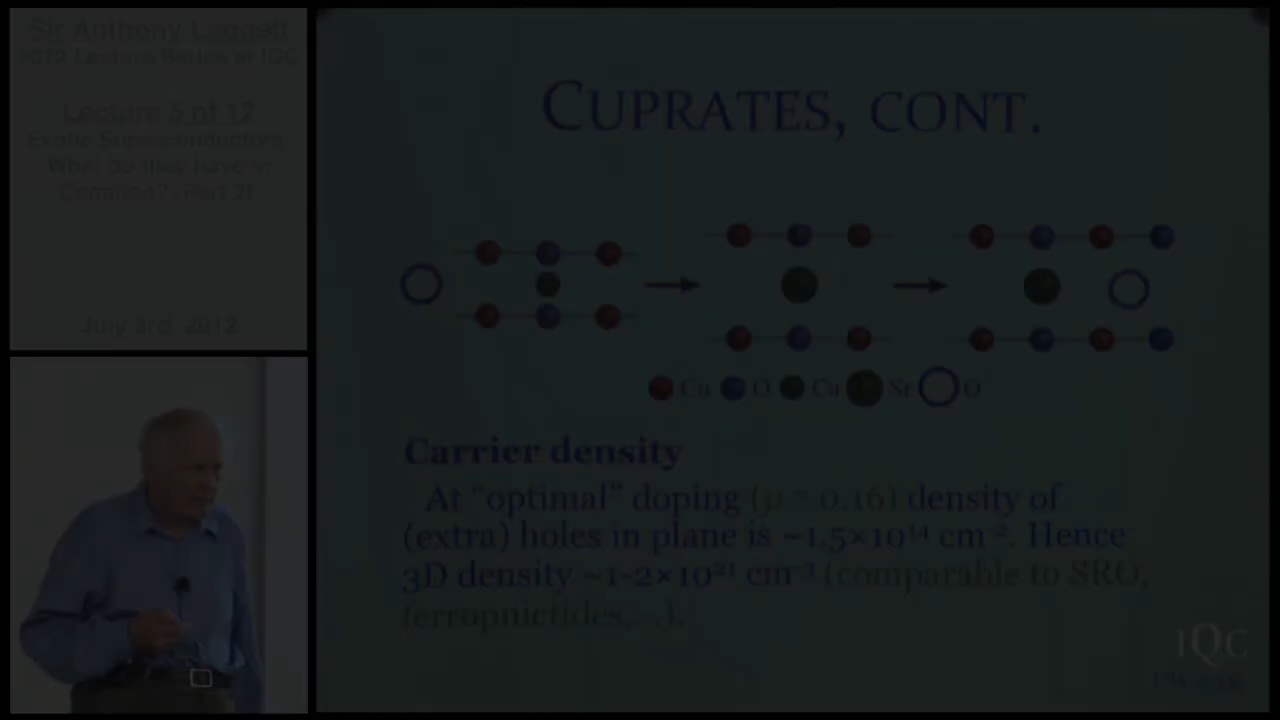 Sir Anthony Leggett
2012 Lecture Series at IQC
Lecture 5 of 12
Exotic Superconductors:
What do they have in
Common? (Part 2)
July 3rd, 2012
CUPRATES, CONT.
Cu O Cu Sr O
Carrier density
At “optimal” doping (p = 0.16) density of
(extra) holes in plane is ~1.5×10¹⁴ cm⁻². Hence
3D density ~1-2×10²¹ cm⁻³ (comparable to SRO,
ferropnictides,…).
IQC